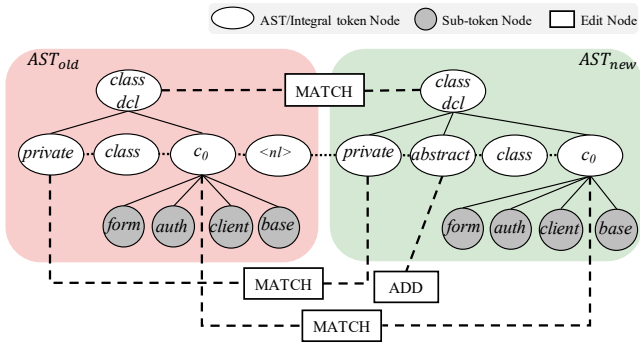 AST/Integral token Node Sub-token Node Edit Node
AST_old AST_new
class dcl MATCH class dcl
private class c_0 <nl> private abstract class c_0
form auth client base form auth client base
MATCH ADD
MATCH